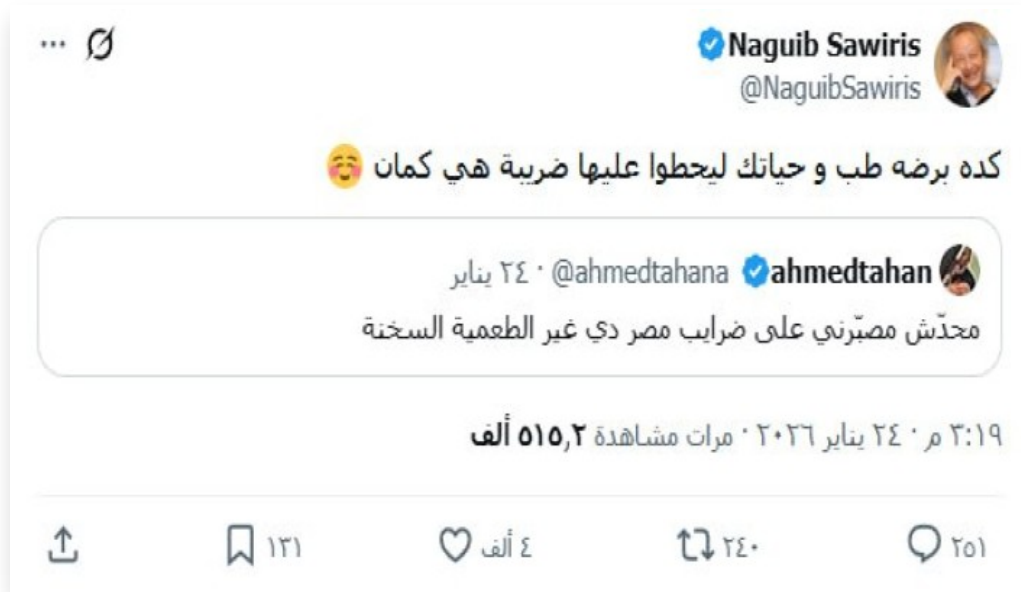 Naguib Sawiris
@NaguibSawiris
كده برضه طب و حياتك ليحطوا عليها ضريبة هي كمان ☺️
ahmedtahan @ahmedtahana · ٢٤ يناير
محدّش مصبّرني على ضرايب مصر دي غير الطعمية السخنة
٣:١٩ م · ٢٤ يناير ٢٠٢٦ · مرات مشاهدة ٥١٥,٢ ألف
٢٥١ ٢٤٠ ٤ ألف ١٣١